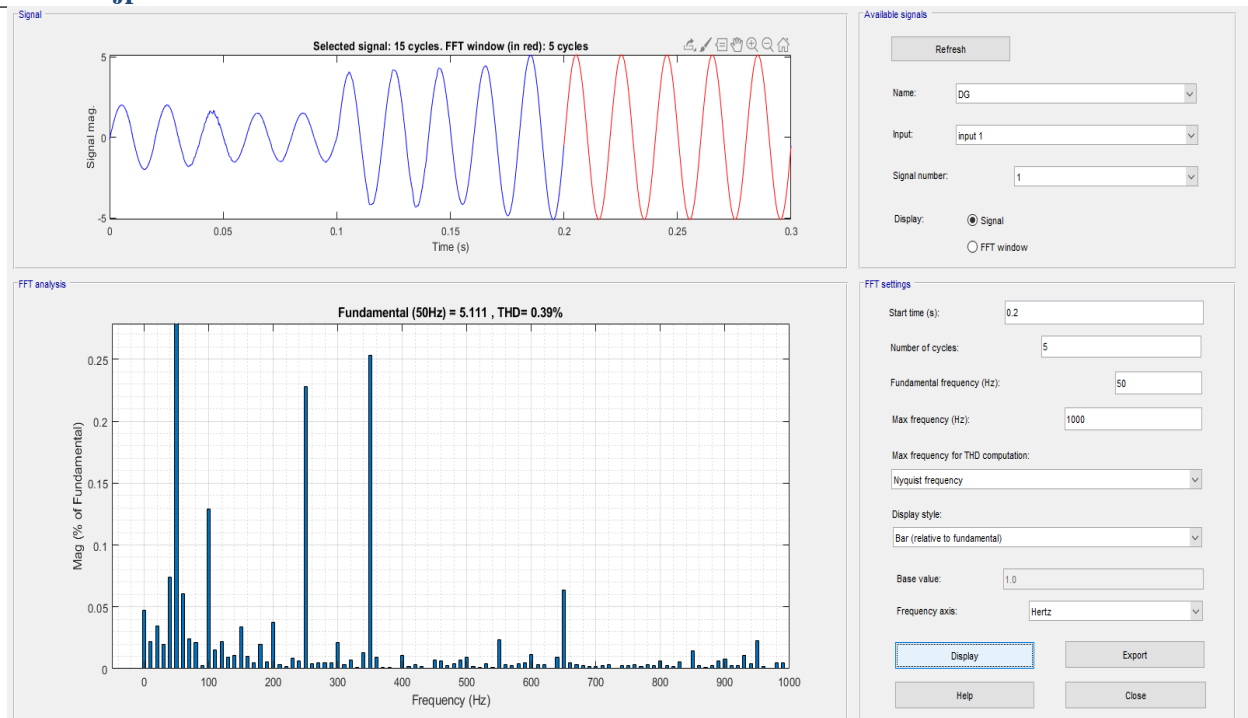 Signal
Selected signal: 15 cycles. FFT window (in red): 5 cycles
5
0
-5
Signal mag.
0 0.05 0.1 0.15 0.2 0.25 0.3
Time (s)
Available signals
Refresh
Name: DG
Input: input 1
Signal number: 1
Display: Signal
FFT window
FFT analysis
Fundamental (50Hz) = 5.111 , THD= 0.39%
0.25
0.2
0.15
0.1
0.05
0
Mag (% of Fundamental)
0 100 200 300 400 500 600 700 800 900 1000
Frequency (Hz)
FFT settings
Start time (s): 0.2
Number of cycles: 5
Fundamental frequency (Hz): 50
Max frequency (Hz): 1000
Max frequency for THD computation:
Nyquist frequency
Display style:
Bar (relative to fundamental)
Base value: 1.0
Frequency axis: Hertz
Display Export
Help Close